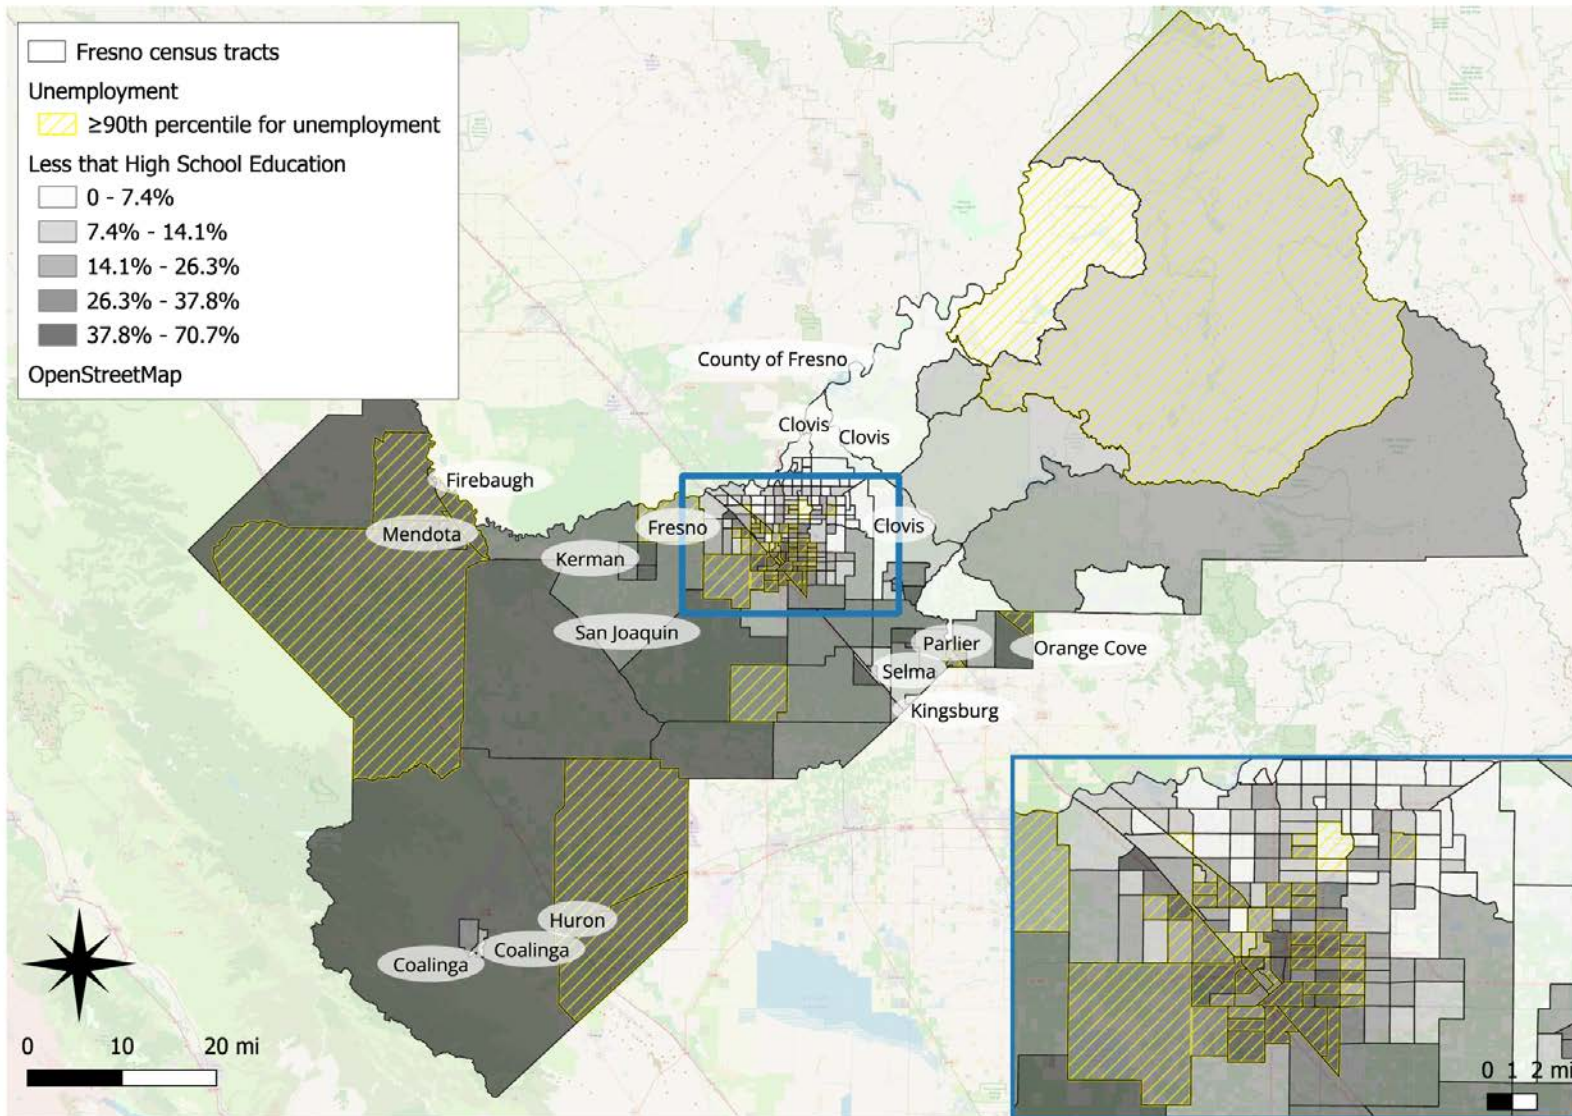 Fresno census tracts
Unemployment
≥90th percentile for unemployment
Less that High School Education
0 - 7.4%
7.4% - 14.1%
14.1% - 26.3%
26.3% - 37.8%
37.8% - 70.7%
OpenStreetMap
County of Fresno
Clovis
Clovis
Firebaugh
Mendota
Fresno
Clovis
Kerman
San Joaquin
Parlier
Orange Cove
Selma
Kingsburg
Huron
Coalinga
Coalinga
0 10 20 mi
0 1 2 mi